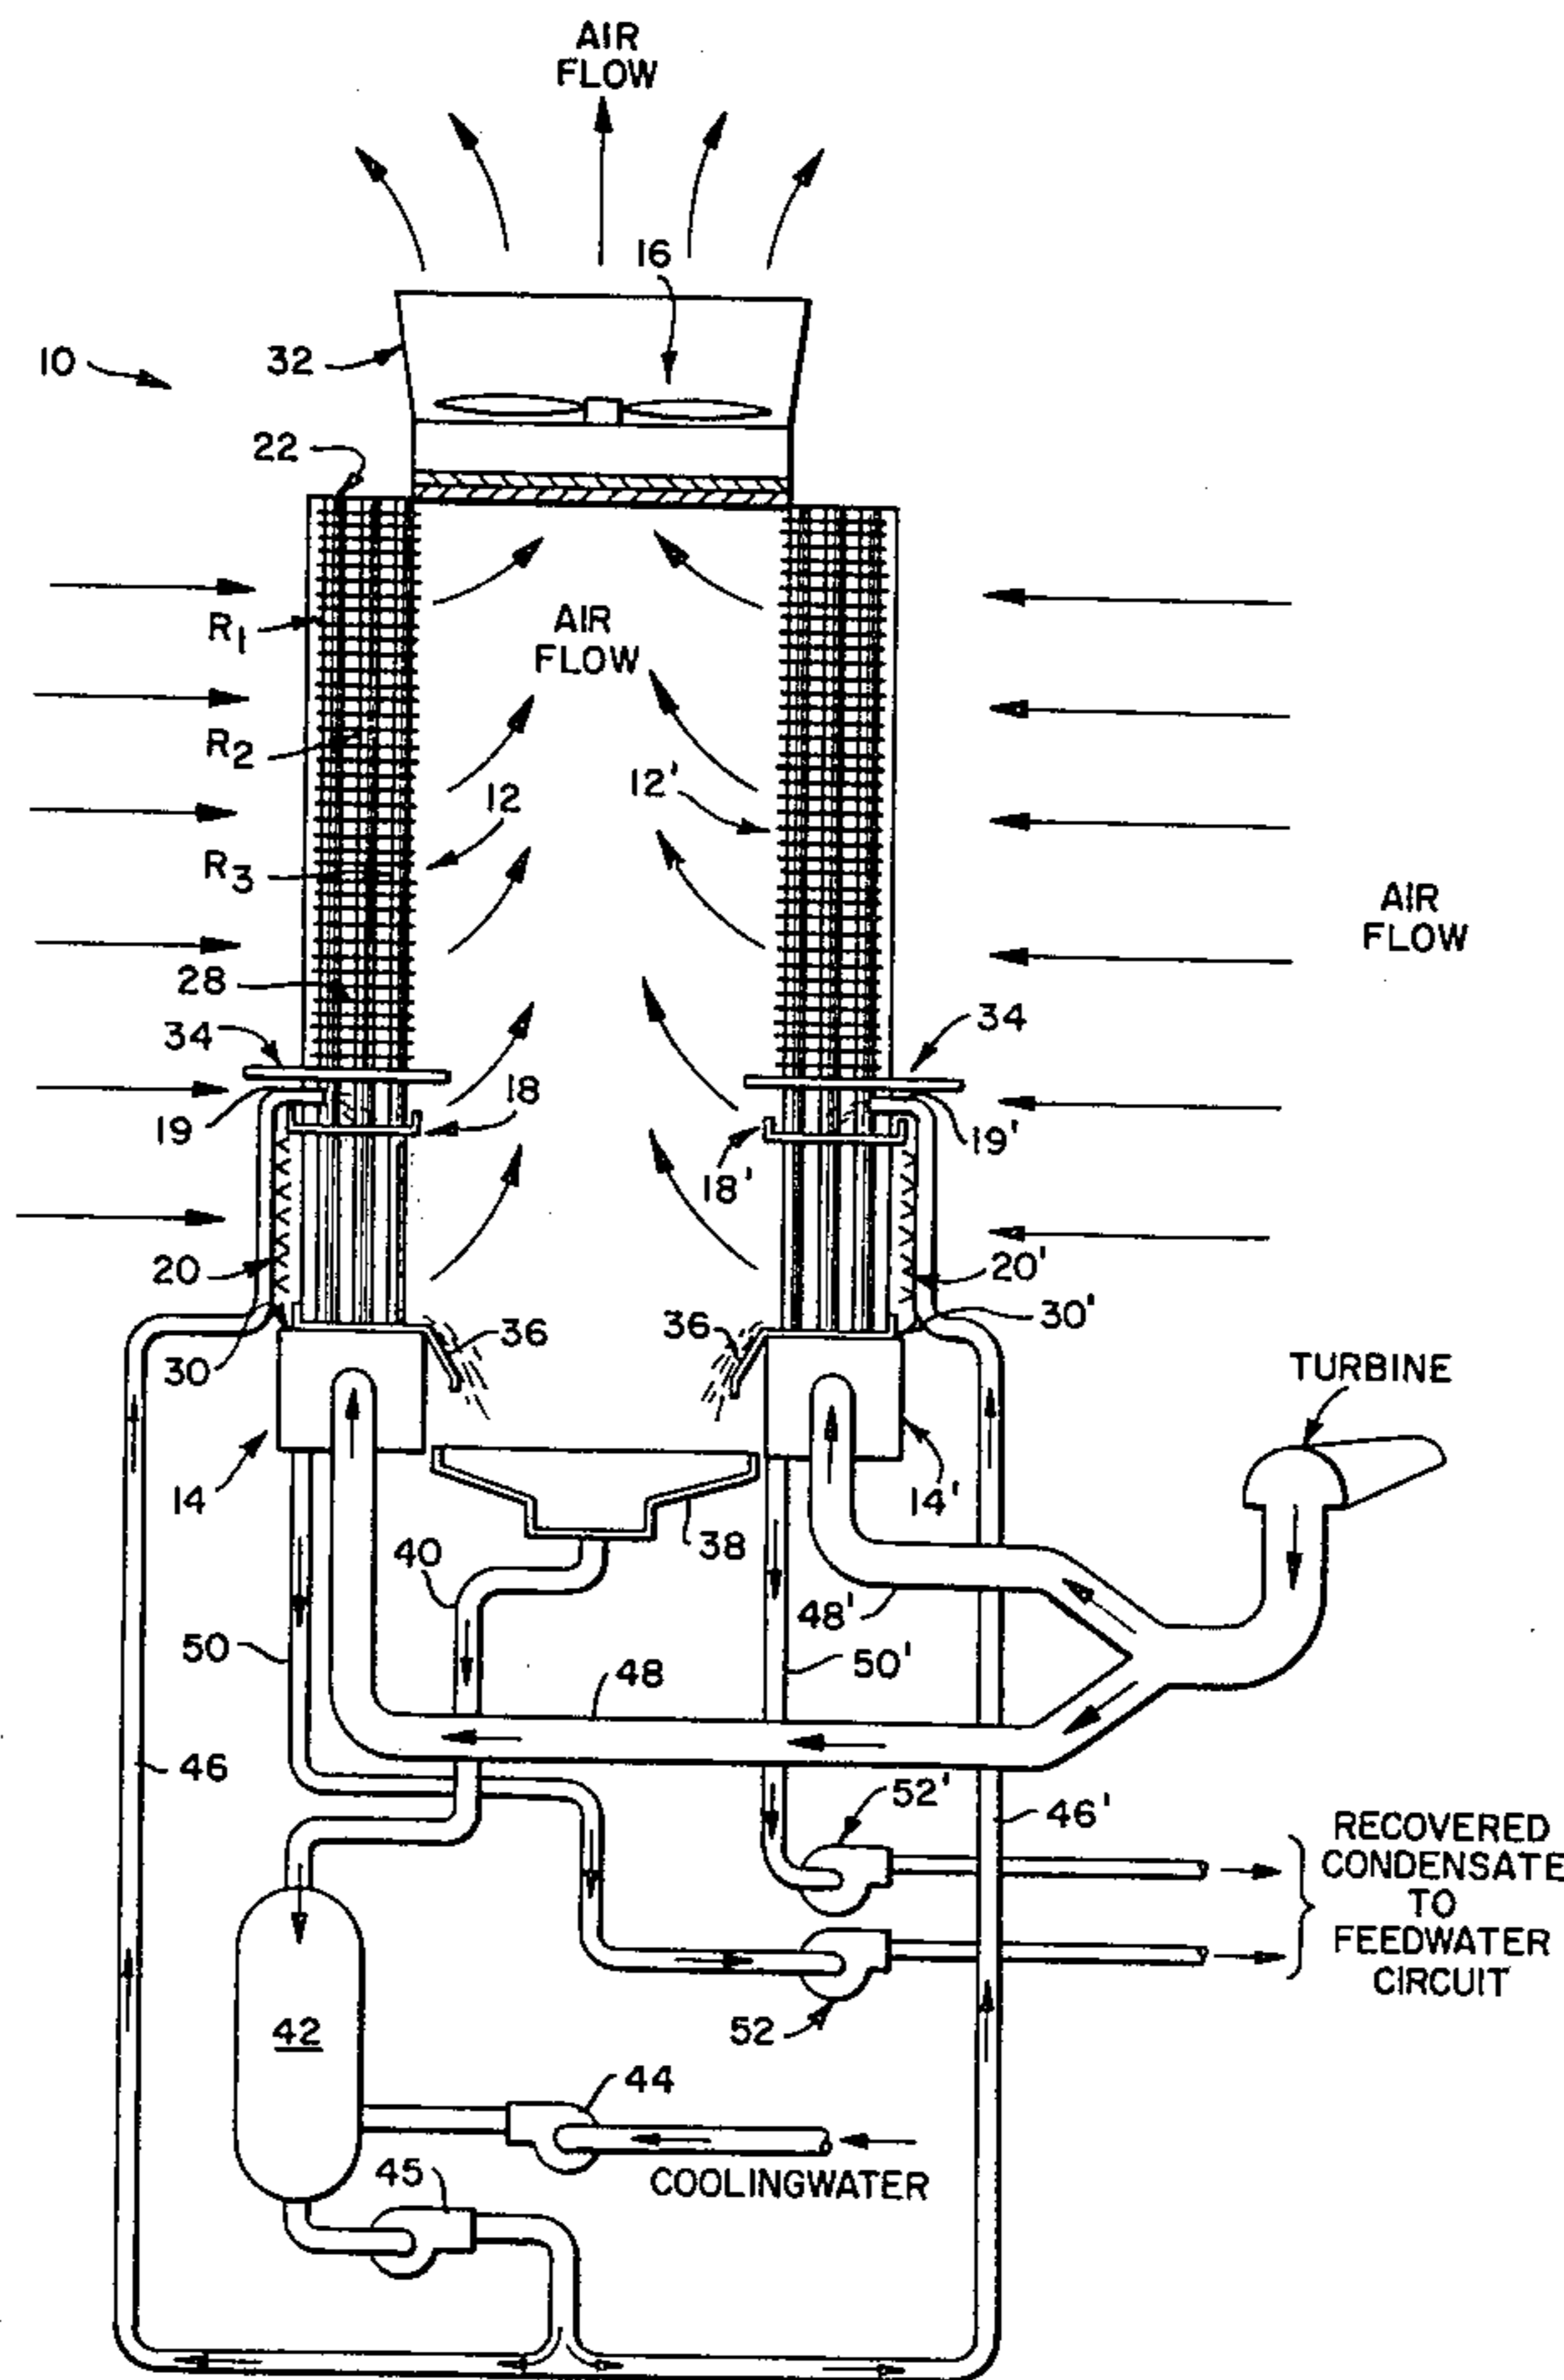 AIR
FLOW
16
32
10
22
R1
AIR
FLOW
R2
12'
12
R3
AIR
FLOW
28
34
34
18
19
19'
18'
20
20'
30'
36
36
30
TURBINE
14
14'
38
40
48'
50
50'
48
46
52'
46'
RECOVERED
CONDENSATE
TO
FEEDWATER
CIRCUIT
42
52
44
45
COOLINGWATER